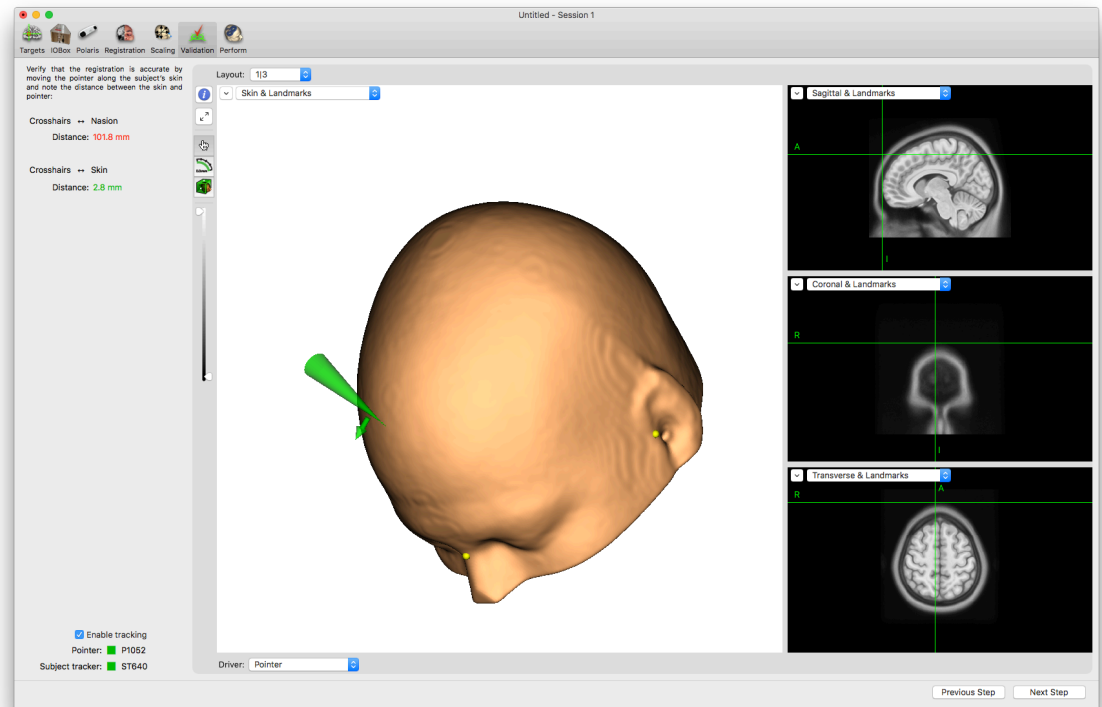 Untitled - Session 1
Targets IOBox Polaris Registration Scaling Validation Perform
Verify that the registration is accurate by
moving the pointer along the subject's skin
and note the distance between the skin and
pointer:
Crosshairs ↔ Nasion
Distance: 101.8 mm
Crosshairs ↔ Skin
Distance: 2.8 mm
Enable tracking
Pointer: P1052
Subject tracker: ST640
Layout: 1|3
Skin & Landmarks
Driver: Pointer
Sagittal & Landmarks
A
I
Coronal & Landmarks
R
I
Transverse & Landmarks
A
R
Previous Step Next Step